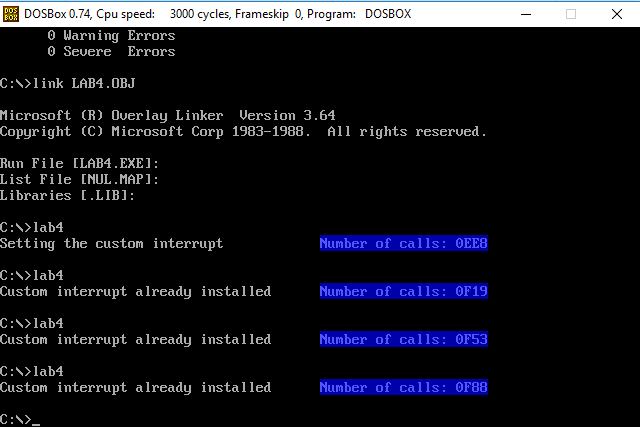 DOSBox 0.74, Cpu speed: 3000 cycles, Frameskip 0, Program: DOSBOX
0 Warning Errors
0 Severe Errors
C:\>link LAB4.OBJ
Microsoft (R) Overlay Linker Version 3.64
Copyright (C) Microsoft Corp 1983-1988. All rights reserved.
Run File [LAB4.EXE]:
List File [NUL.MAP]:
Libraries [.LIB]:
C:\>lab4
Setting the custom interrupt Number of calls: 0EE8
C:\>lab4
Custom interrupt already installed Number of calls: 0F19
C:\>lab4
Custom interrupt already installed Number of calls: 0F53
C:\>lab4
Custom interrupt already installed Number of calls: 0F88
C:\>_